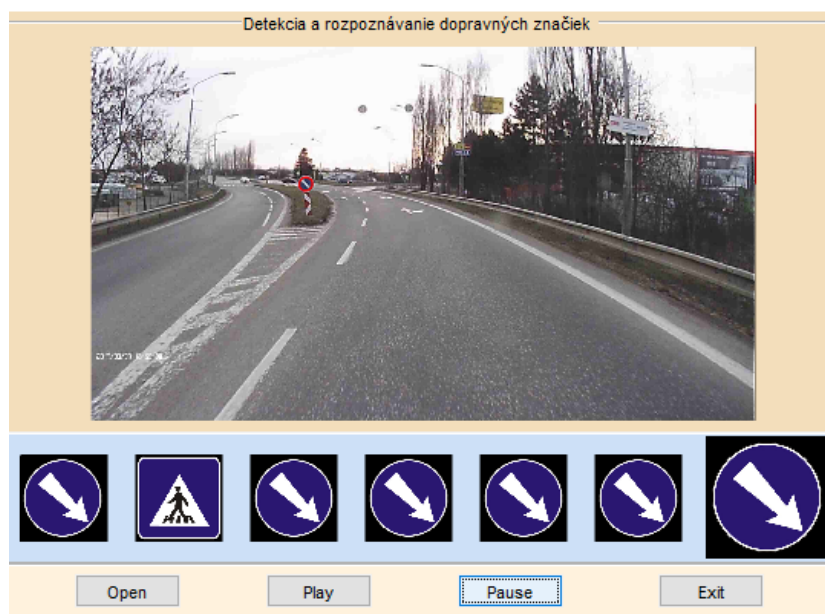 Detekcia a rozpoznávanie dopravných značiek
Open
Play
Pause
Exit